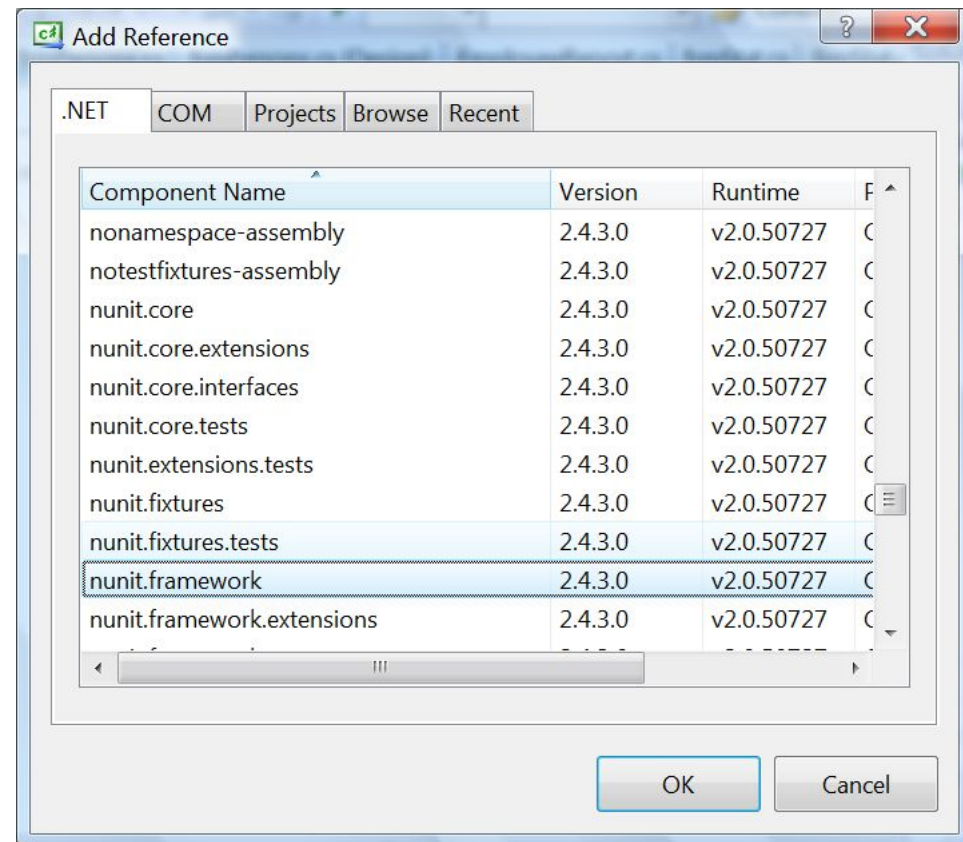 Add Reference
.NET COM Projects Browse Recent
Component Name Version Runtime
nonamespace-assembly 2.4.3.0 v2.0.50727
notestfixtures-assembly 2.4.3.0 v2.0.50727
nunit.core 2.4.3.0 v2.0.50727
nunit.core.extensions 2.4.3.0 v2.0.50727
nunit.core.interfaces 2.4.3.0 v2.0.50727
nunit.core.tests 2.4.3.0 v2.0.50727
nunit.extensions.tests 2.4.3.0 v2.0.50727
nunit.fixtures 2.4.3.0 v2.0.50727
nunit.fixtures.tests 2.4.3.0 v2.0.50727
nunit.framework 2.4.3.0 v2.0.50727
nunit.framework.extensions 2.4.3.0 v2.0.50727
OK Cancel